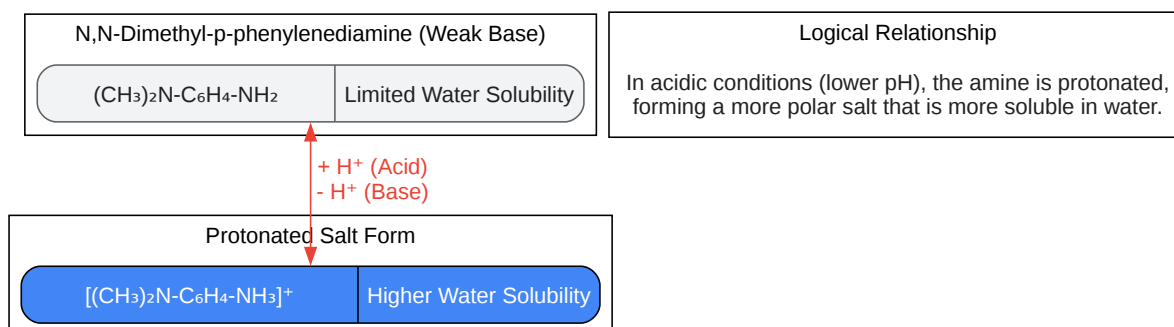 N,N-Dimethyl-p-phenylenediamine (Weak Base)
(CH₃)₂N-C₆H₄-NH₂
Limited Water Solubility
Logical Relationship
In acidic conditions (lower pH), the amine is protonated,
forming a more polar salt that is more soluble in water.
+ H⁺ (Acid)
- H⁺ (Base)
Protonated Salt Form
[(CH₃)₂N-C₆H₄-NH₃]⁺
Higher Water Solubility